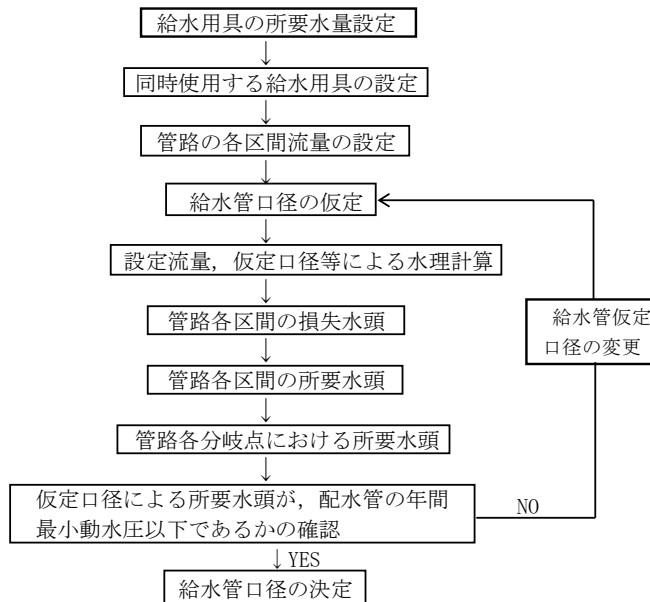 給水用具の所要水量設定
同時使用する給水用具の設定
管路の各区間流量の設定
給水管口径の仮定
設定流量，仮定口径等による水理計算
管路各区間の損失水頭
給水管仮定
口径の変更
管路各区間の所要水頭
管路各分岐点における所要水頭
仮定口径による所要水頭が，配水管の年間
最小動水圧以下であるかの確認
NO
YES
給水管口径の決定